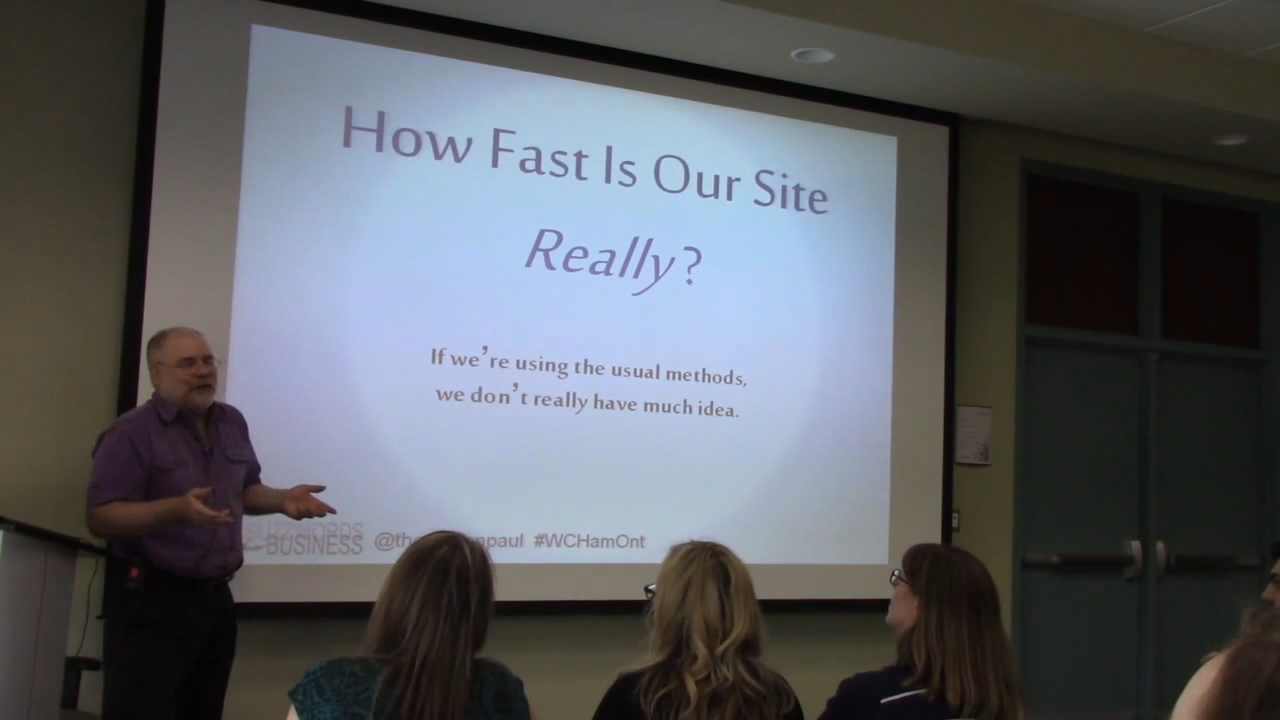 How Fast Is Our Site
Really?
If we’re using the usual methods,
we don’t really have much idea.
BUSINESS #WCHamOnt